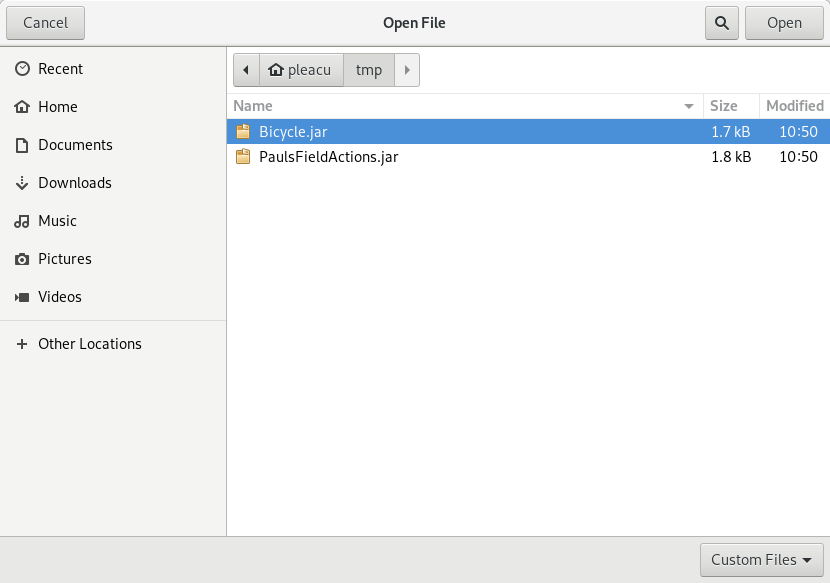 Cancel Open File Open
Recent
Home
Documents
Downloads
Music
Pictures
Videos
Other Locations
pleacu tmp
Name Size Modified
Bicycle.jar 1.7 kB 10:50
PaulsFieldActions.jar 1.8 kB 10:50
Custom Files